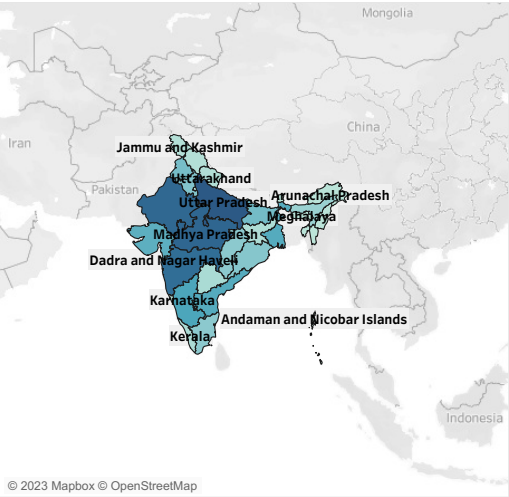 Mongolia
Jammu and Kashmir
China
Iran
Uttarakhand
Pakistan
Arunachal Pradesh
Uttar Pradesh
Meghalaya
Madhya Pradesh
Dadra and Nagar Haveli
Karnataka
Andaman and Nicobar Islands
Kerala
Indonesia
© 2023 Mapbox © OpenStreetMap